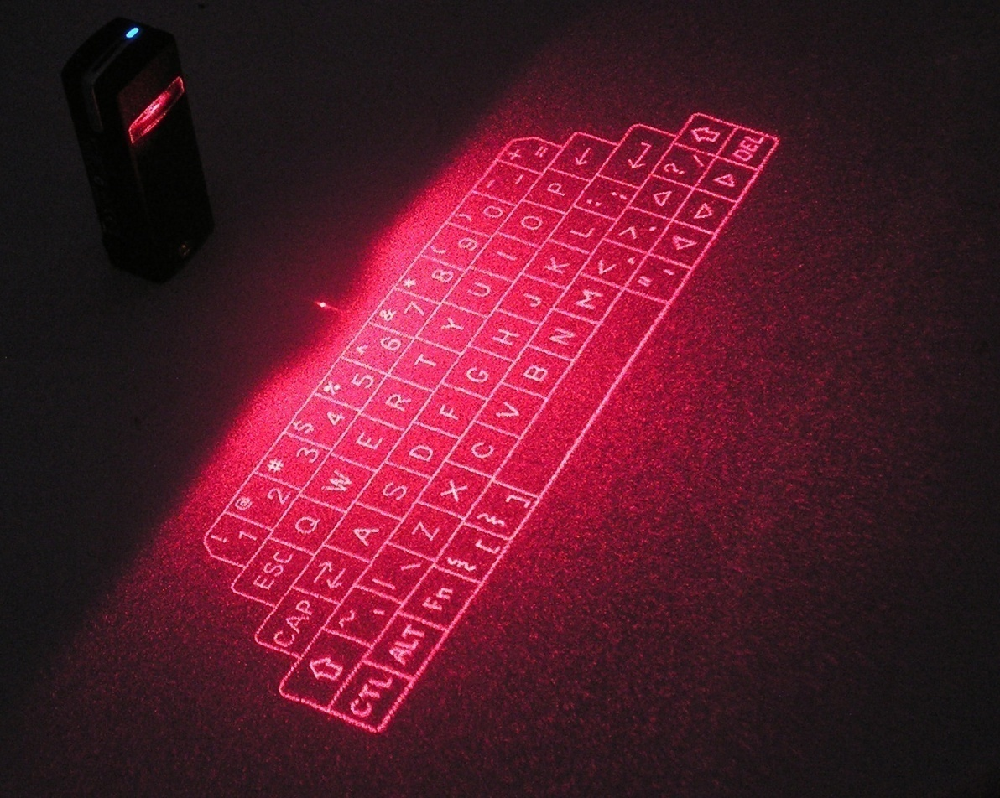 ! 1 @ 2 # 3 $ 4 % 5 ^ 6 & 7 * 8 ( 9 ) 0 _ - + =
ESC Q W E R T Y U I O P ←
CAP ⇄ A S D F G H J K L : ; ↵
⇧ ~ ` | \ Z X C V B N M < , > . △ ? / ⇧
CTL ALT Fn { [ } ] " ' ◁ ▽ ▷ DEL